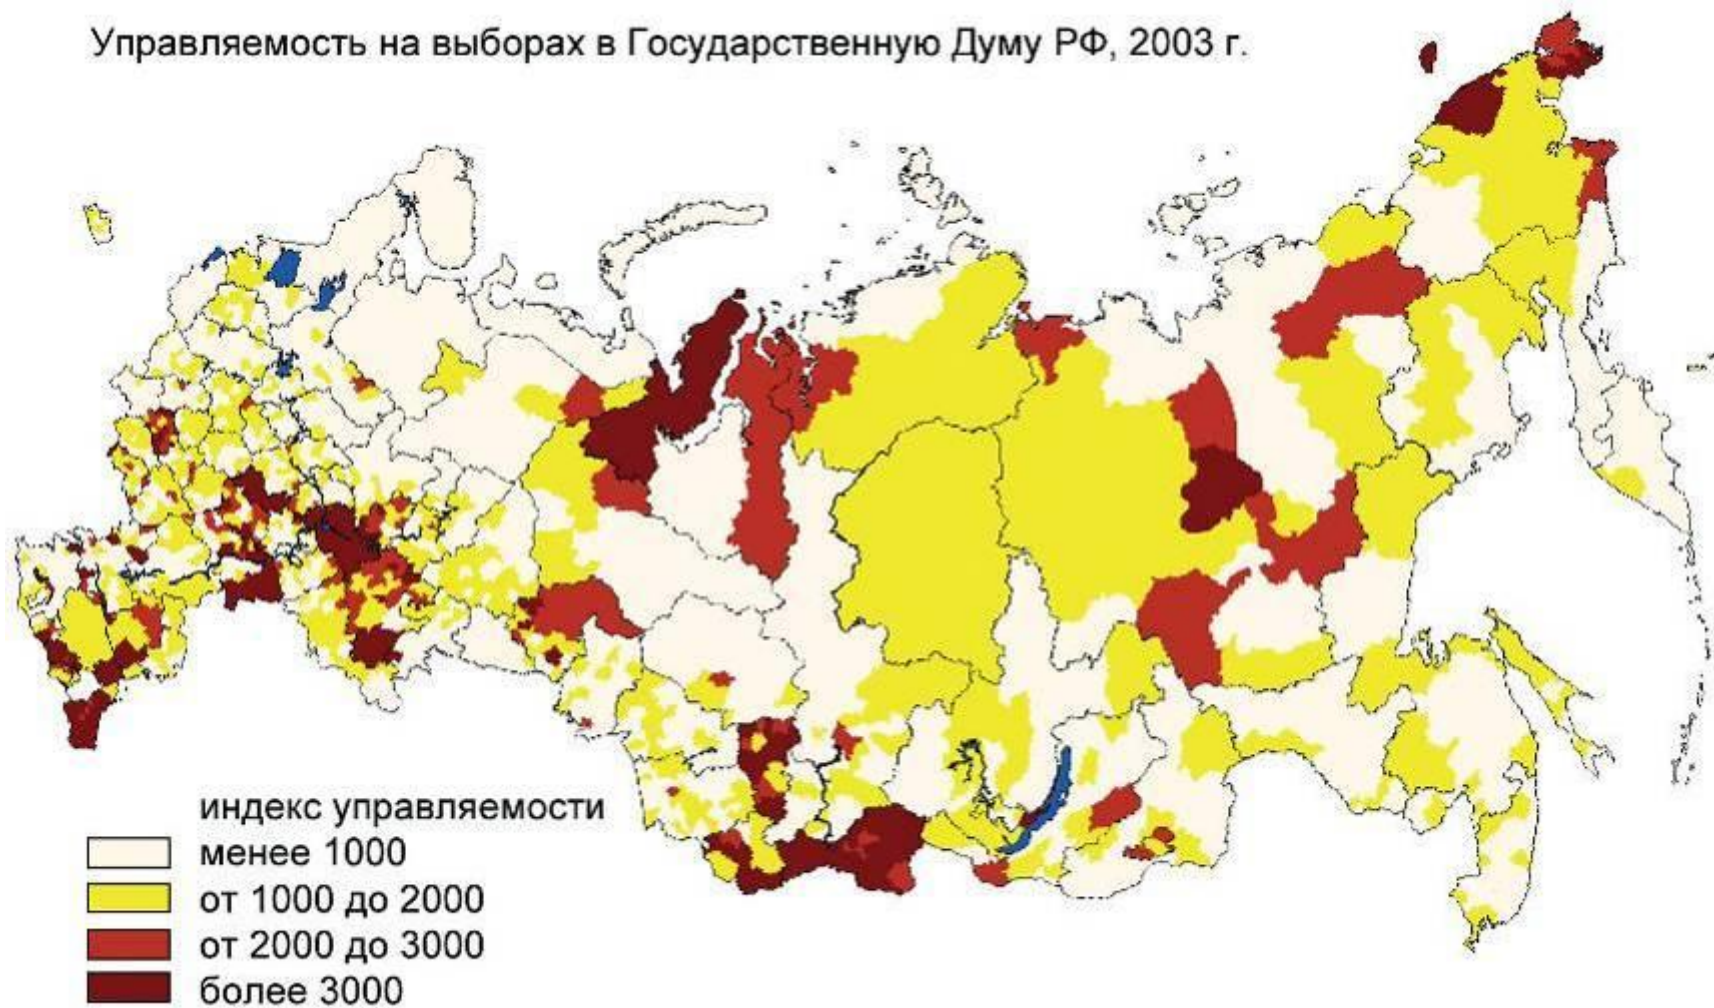 Управляемость на выборах в Государственную Думу РФ, 2003 г.
индекс управляемости
менее 1000
от 1000 до 2000
от 2000 до 3000
более 3000